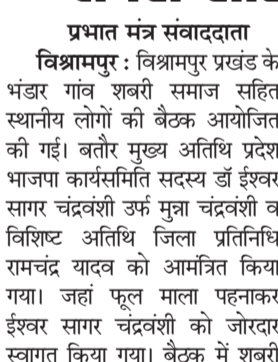 प्रभात मंत्र संवाददाता
विश्रामपुर : विश्रामपुर प्रखंड के
भंडार गांव शबरी समाज सहित
स्थानीय लोगों की बैठक आयोजित
की गई। बतौर मुख्य अतिथि प्रदेश
भाजपा कार्यसमिति सदस्य डॉ ईश्वर
सागर चंद्रवंशी उर्फ मुन्ना चंद्रवंशी व
विशिष्ट अतिथि जिला प्रतिनिधि
रामचंद्र यादव को आमंत्रित किया
गया। जहां फूल माला पहनाकर
ईश्वर सागर चंद्रवंशी को जोरदार
स्वागत किया गया। बैठक में शबरी